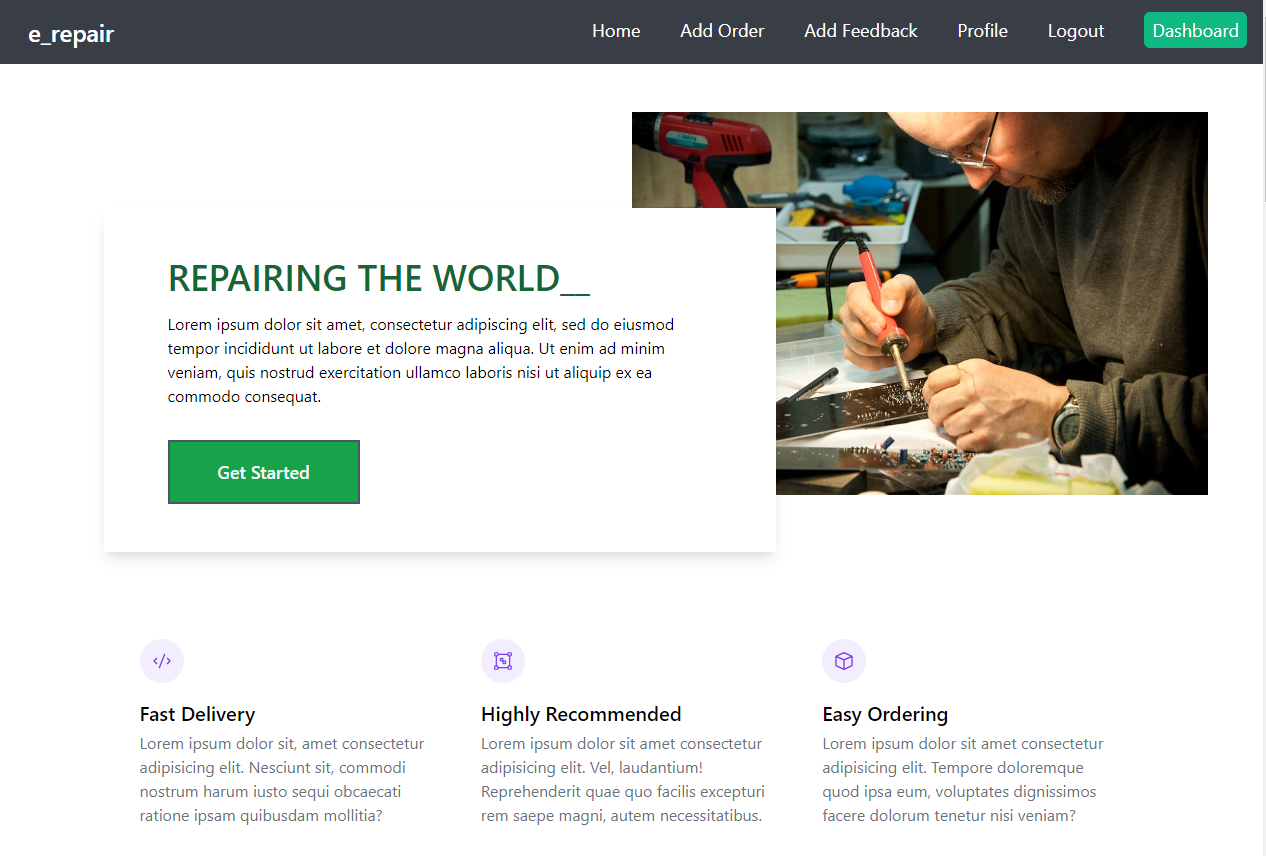 e_repair
Home Add Order Add Feedback Profile Logout Dashboard
REPAIRING THE WORLD__
Lorem ipsum dolor sit amet, consectetur adipiscing elit, sed do eiusmod
tempor incididunt ut labore et dolore magna aliqua. Ut enim ad minim
veniam, quis nostrud exercitation ullamco laboris nisi ut aliquip ex ea
commodo consequat.
Get Started
Fast Delivery
Lorem ipsum dolor sit, amet consectetur
adipisicing elit. Nesciunt sit, commodi
nostrum harum iusto sequi obcaecati
ratione ipsam quibusdam mollitia?
Highly Recommended
Lorem ipsum dolor sit amet consectetur
adipisicing elit. Vel, laudantium!
Reprehenderit quae quo facilis excepturi
rem saepe magni, autem necessitatibus.
Easy Ordering
Lorem ipsum dolor sit amet consectetur
adipisicing elit. Tempore doloremque
quod ipsa eum, voluptates dignissimos
facere dolorum tenetur nisi veniam?